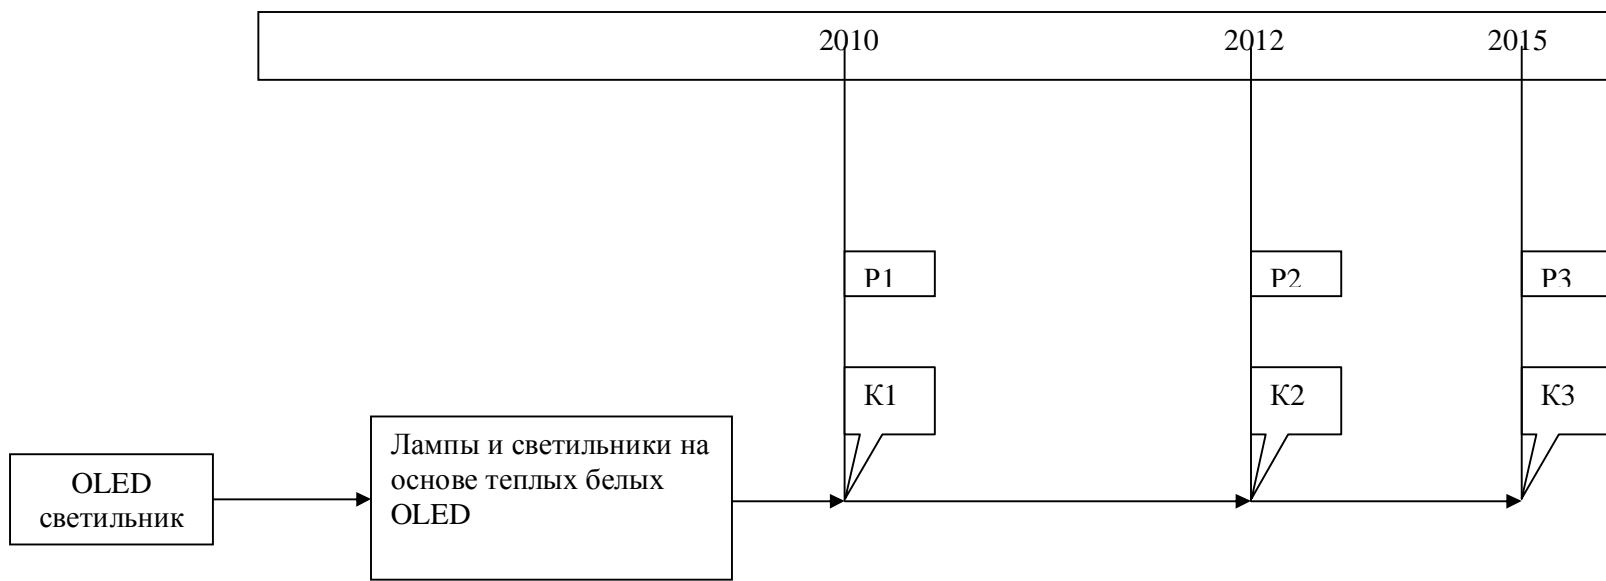 2010 2012 2015
Р1 Р2 Р3
К1 К2 К3
OLED
светильник
Лампы и светильники на
основе теплых белых
OLED